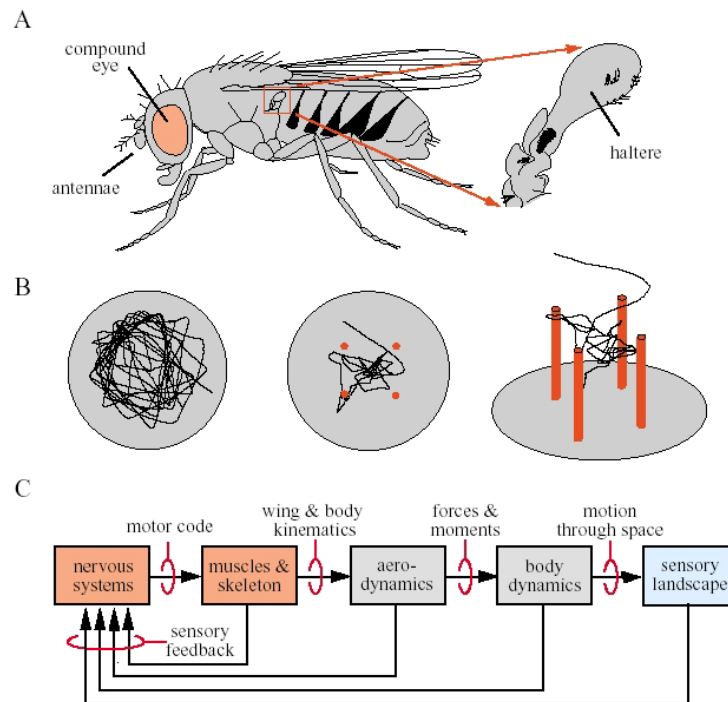 A
compound
eye
antennae
haltere
B
C
motor code
wing & body
kinematics
forces &
moments
motion
through space
nervous
systems
muscles &
skeleton
aero-
dynamics
body
dynamics
sensory
landscape
sensory
feedback